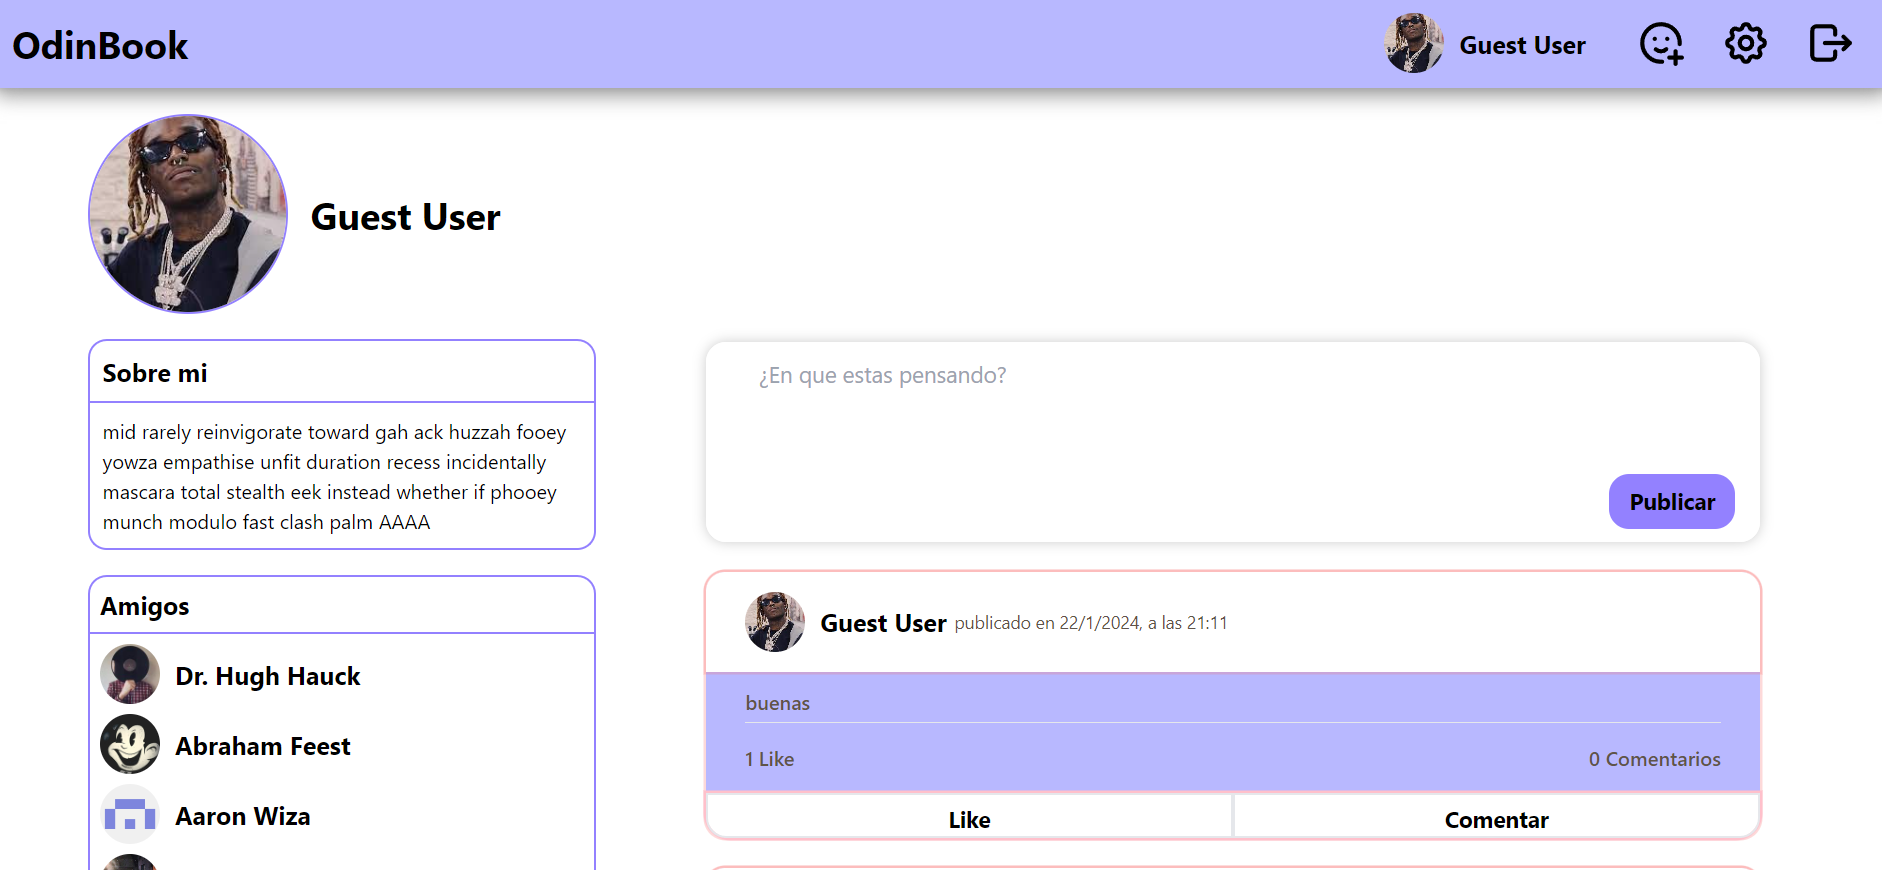 OdinBook
Guest User
Guest User
Sobre mi
mid rarely reinvigorate toward gah ack huzzah fooey
yowza empathise unfit duration recess incidentally
mascara total stealth eek instead whether if phooey
munch modulo fast clash palm AAAA
Amigos
Dr. Hugh Hauck
Abraham Feest
Aaron Wiza
¿En que estas pensando?
Publicar
Guest User publicado en 22/1/2024, a las 21:11
buenas
1 Like
0 Comentarios
Like
Comentar